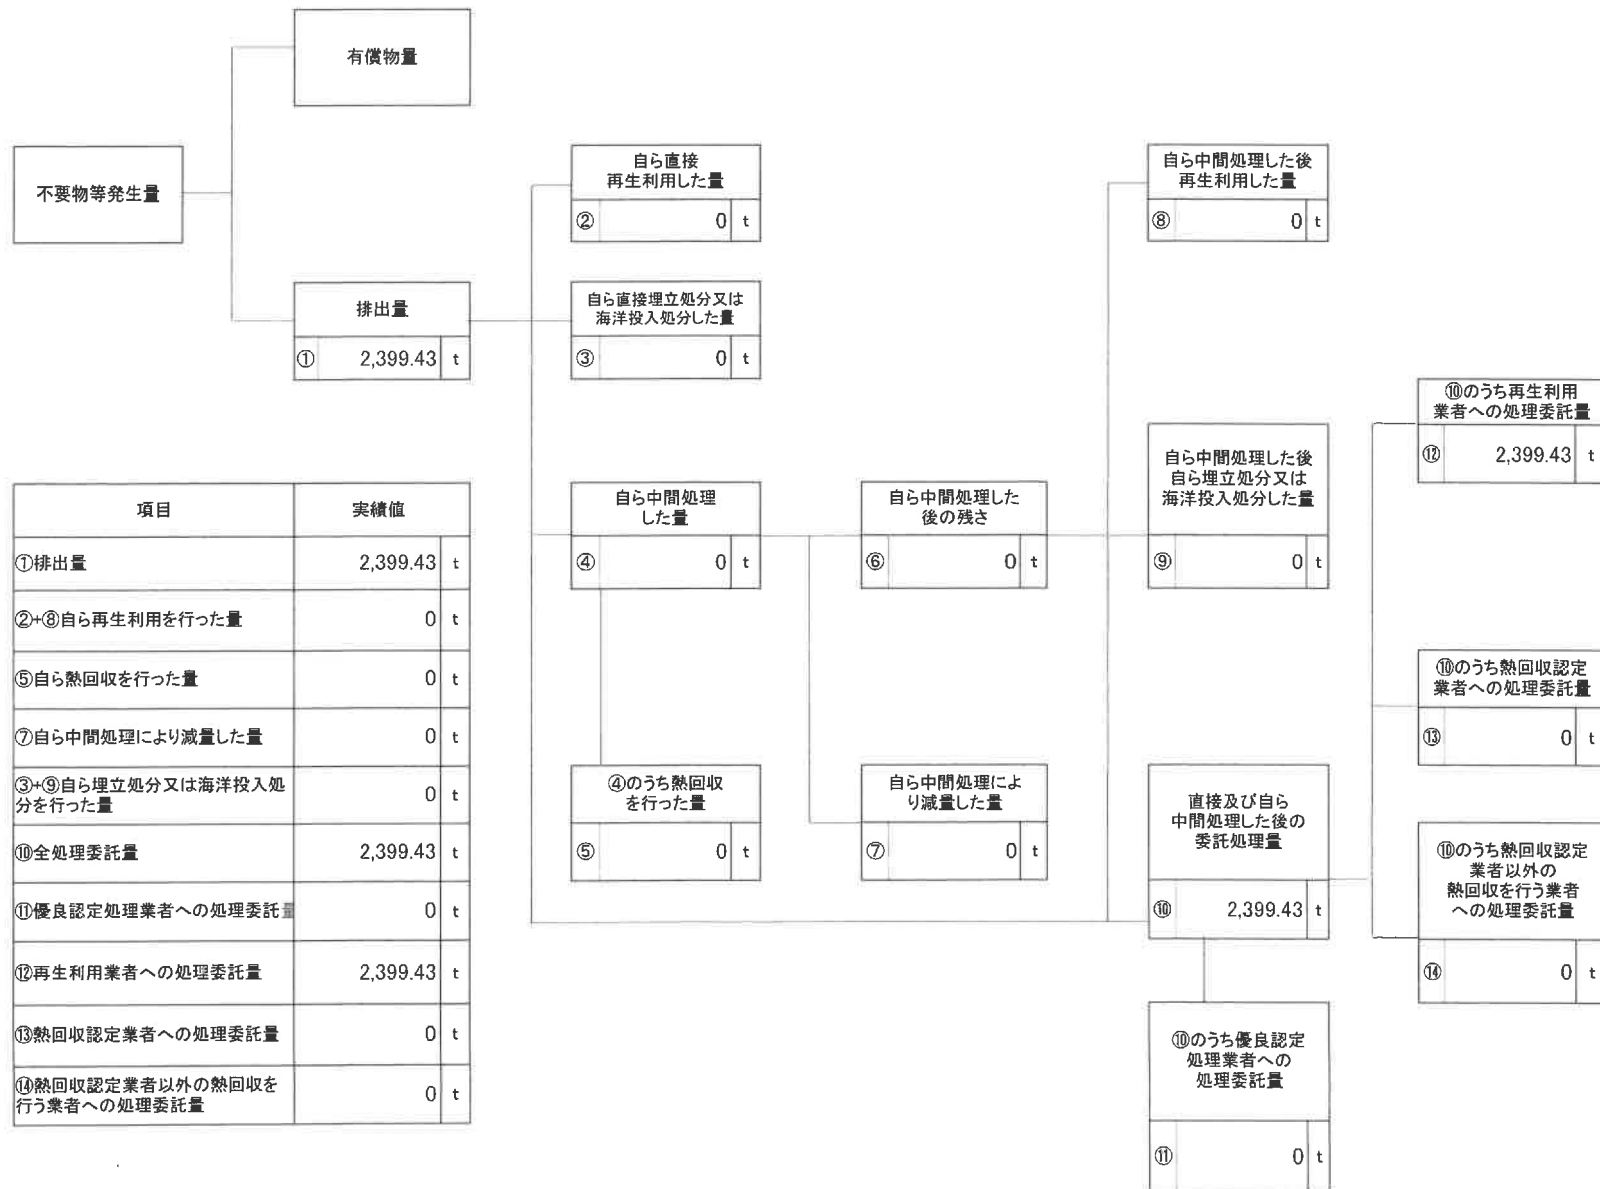 有償物量
不要物等発生量
排出量
① 2,399.43 t
自ら直接
再生利用した量
② 0 t
自ら直接埋立処分又は
海洋投入処分した量
③ 0 t
自ら中間処理
した量
④ 0 t
④のうち熱回収
を行った量
⑤ 0 t
自ら中間処理した
後の残さ
⑥ 0 t
自ら中間処理によ
り減量した量
⑦ 0 t
自ら中間処理した後
再生利用した量
⑧ 0 t
自ら中間処理した後
自ら埋立処分又は
海洋投入処分した量
⑨ 0 t
直接及び自ら
中間処理した後の
委託処理量
⑩ 2,399.43 t
⑩のうち優良認定
処理業者への
処理委託量
⑪ 0 t
⑩のうち再生利用
業者への処理委託量
⑫ 2,399.43 t
⑩のうち熱回収認定
業者への処理委託量
⑬ 0 t
⑩のうち熱回収認定
業者以外の
熱回収を行う業者
への処理委託量
⑭ 0 t
項目 実績値
①排出量 2,399.43 t
②+⑧自ら再生利用を行った量 0 t
⑤自ら熱回収を行った量 0 t
⑦自ら中間処理により減量した量 0 t
③+⑨自ら埋立処分又は海洋投入処
分を行った量 0 t
⑩全処理委託量 2,399.43 t
⑪優良認定処理業者への処理委託量 0 t
⑫再生利用業者への処理委託量 2,399.43 t
⑬熱回収認定業者への処理委託量 0 t
⑭熱回収認定業者以外の熱回収を
行う業者への処理委託量 0 t